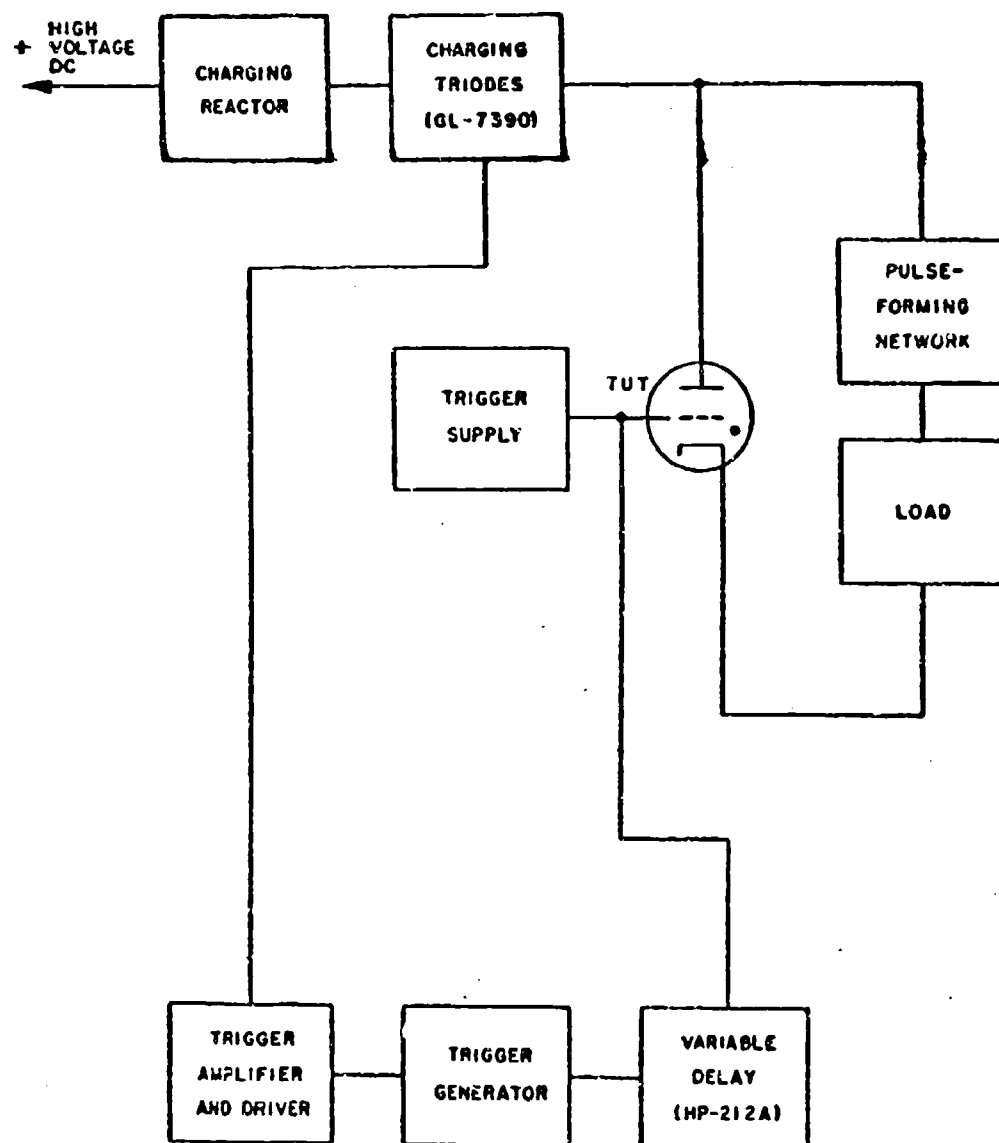 + HIGH
VOLTAGE
DC
CHARGING
REACTOR
CHARGING
TRIODES
(GL-7390)
PULSE-
FORMING
NETWORK
TRIGGER
SUPPLY
TUT
LOAD
TRIGGER
AMPLIFIER
AND DRIVER
TRIGGER
GENERATOR
VARIABLE
DELAY
(HP-212A)